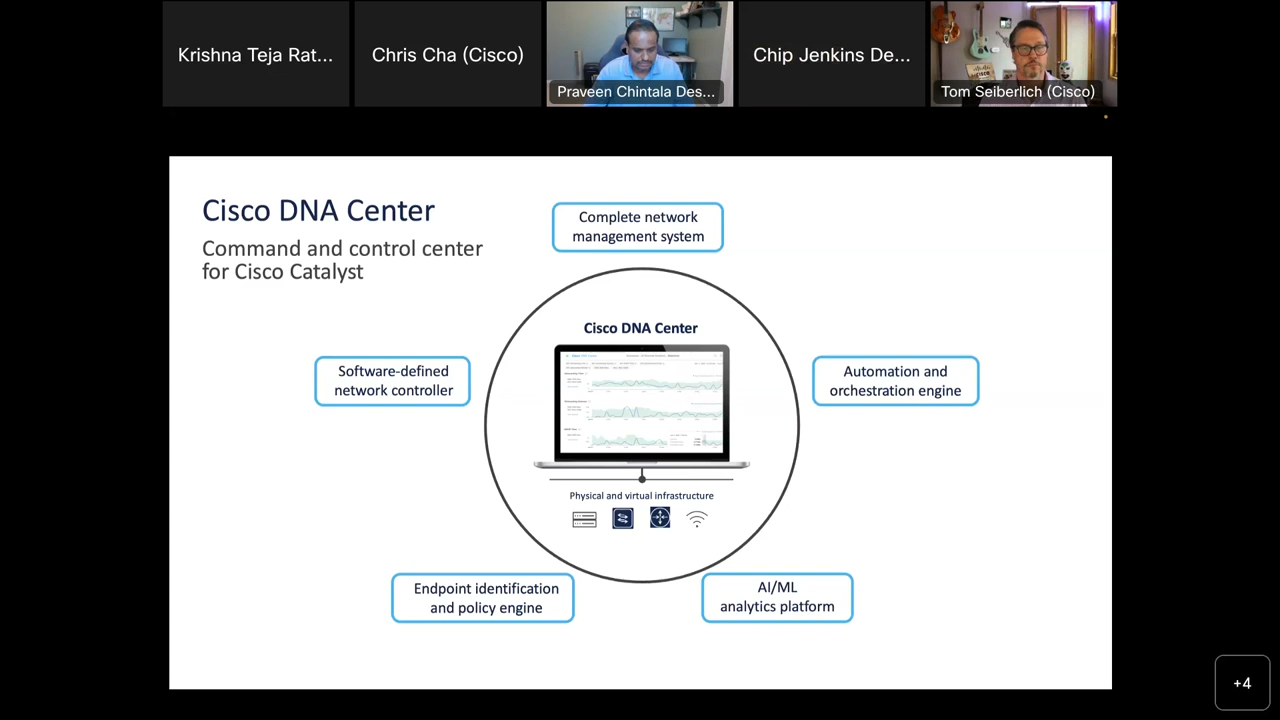 Krishna Teja Rat...
Chris Cha (Cisco)
Praveen Chintala Des...
Chip Jenkins De...
Tom Seiberlich (Cisco)
Cisco DNA Center
Command and control center
for Cisco Catalyst
Complete network
management system
Cisco DNA Center
Software-defined
network controller
Automation and
orchestration engine
Physical and virtual infrastructure
Endpoint identification
and policy engine
AI/ML
analytics platform
+4